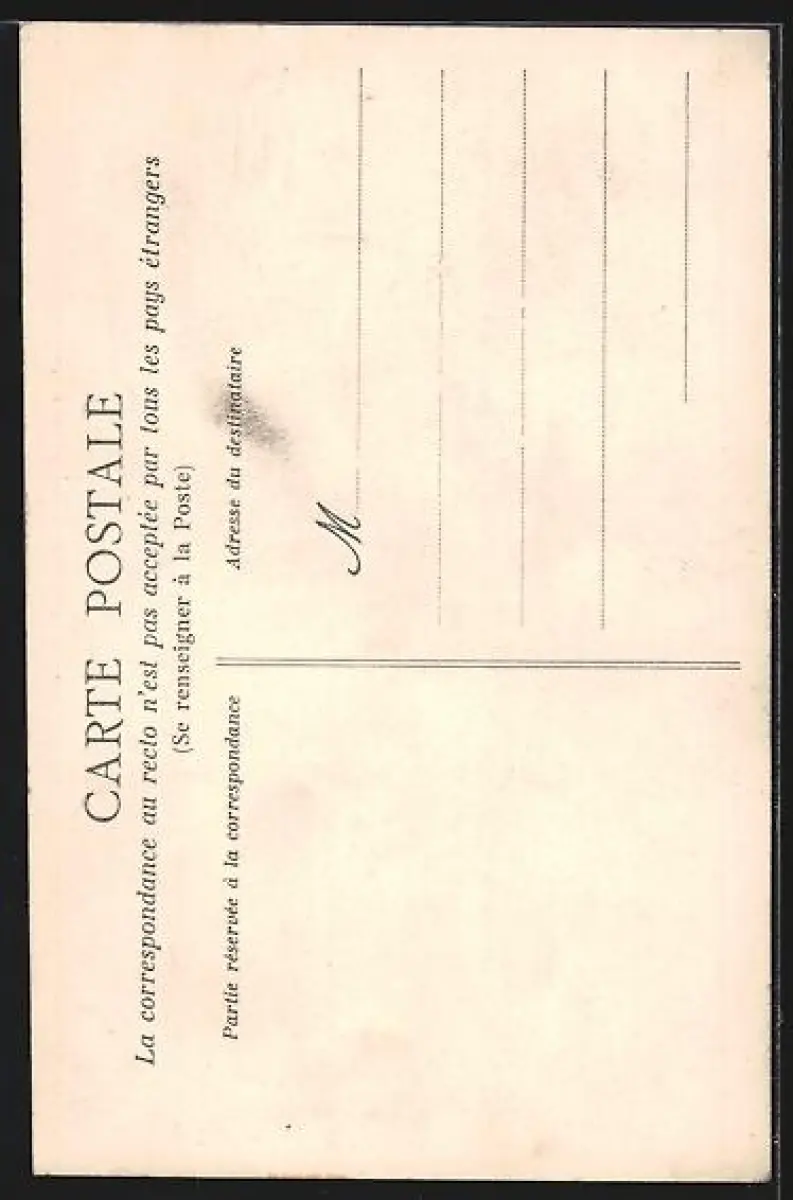 CARTE POSTALE
La correspondance au recto n'est pas acceptée par tous les pays étrangers
(Se renseigner à la Poste)
Partie réservée à la correspondance
Adresse du destinataire
M